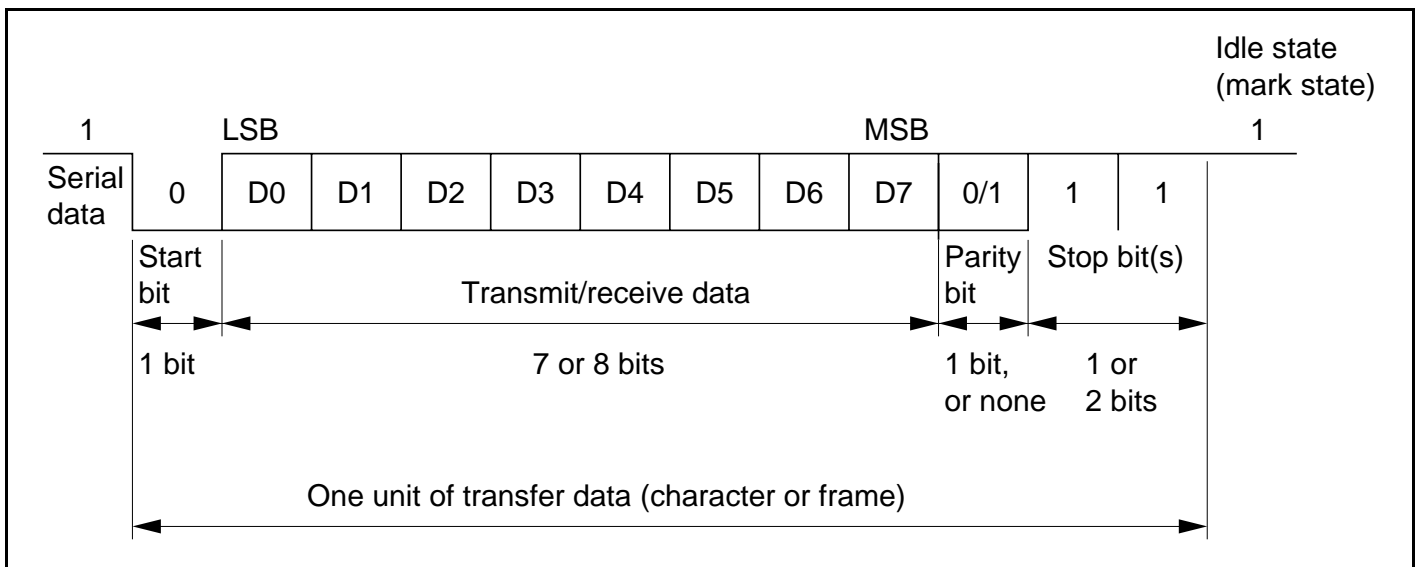 Idle state
(mark state)
1 LSB MSB 1
Serial
data
0 D0 D1 D2 D3 D4 D5 D6 D7 0/1 1 1
Start
bit
Transmit/receive data
Parity
bit
Stop bit(s)
1 bit
7 or 8 bits
1 bit,
or none
1 or
2 bits
One unit of transfer data (character or frame)